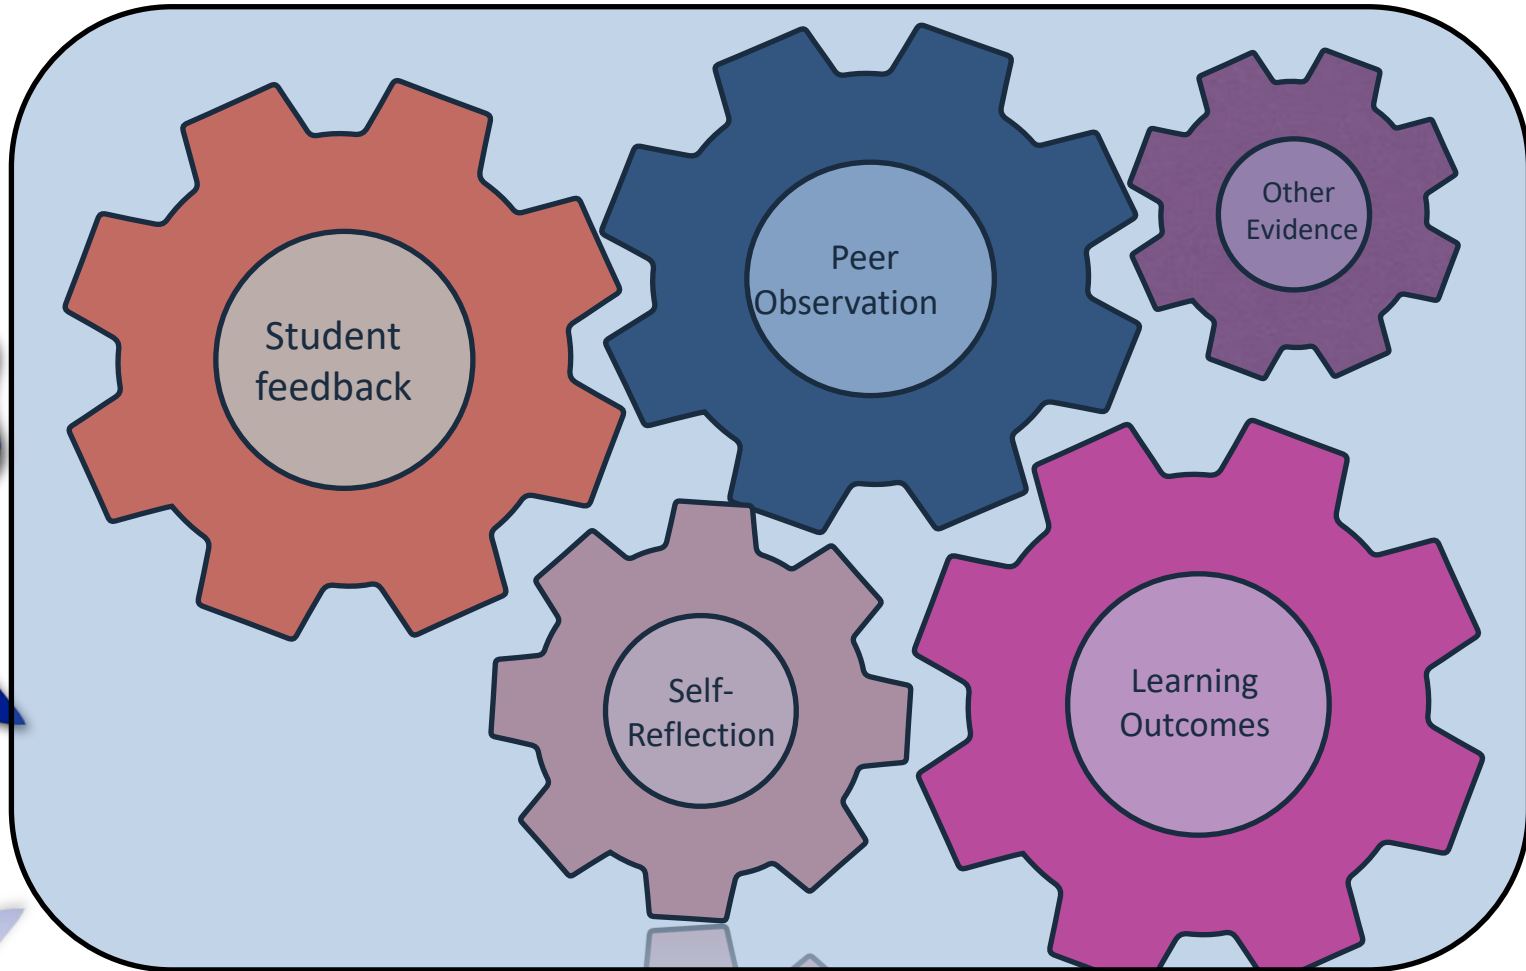 Student
feedback
Peer
Observation
Other
Evidence
Self-
Reflection
Learning
Outcomes